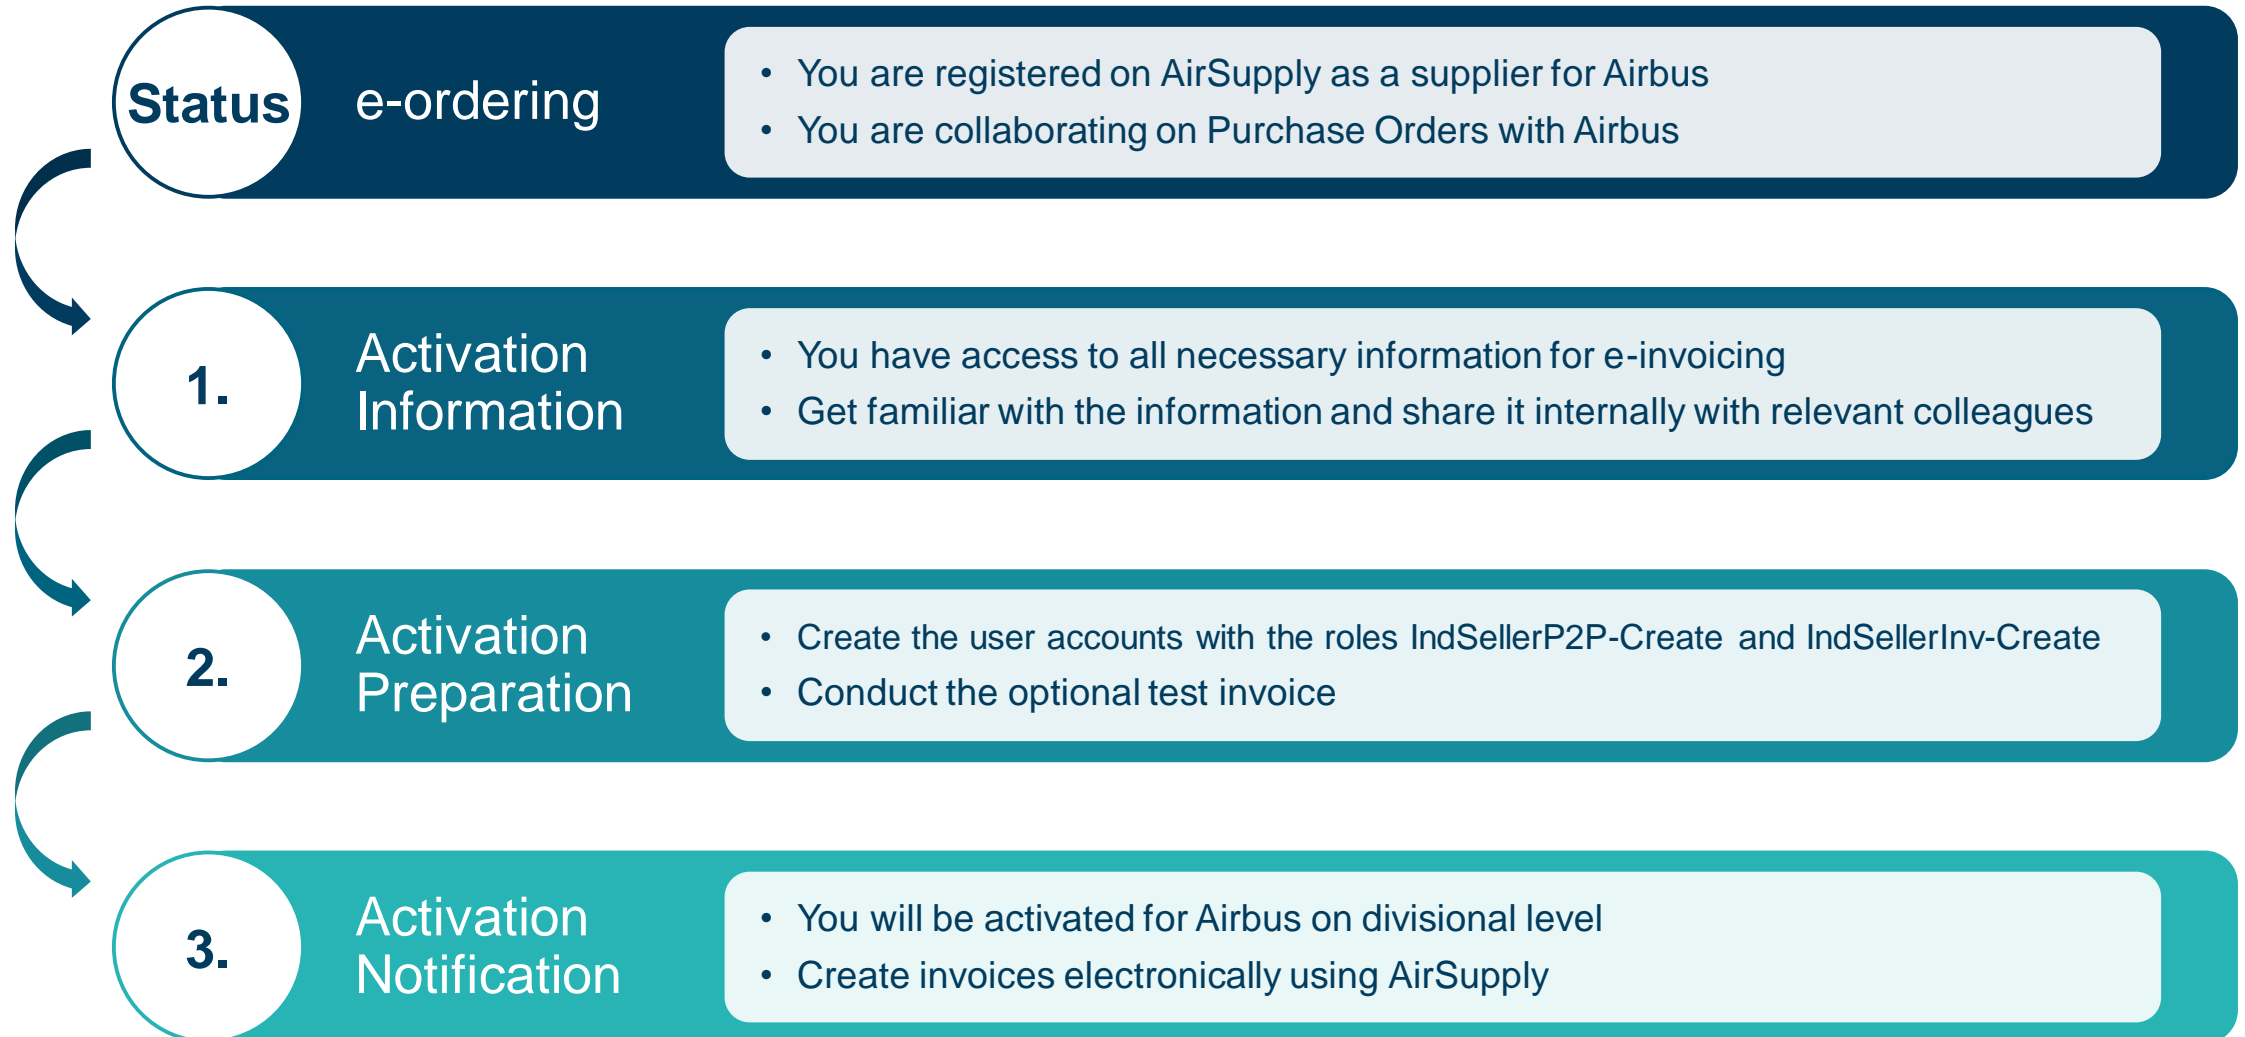 Status
e-ordering
• You are registered on AirSupply as a supplier for Airbus
• You are collaborating on Purchase Orders with Airbus
1.
Activation
Information
• You have access to all necessary information for e-invoicing
• Get familiar with the information and share it internally with relevant colleagues
2.
Activation
Preparation
• Create the user accounts with the roles IndSellerP2P-Create and IndSellerInv-Create
• Conduct the optional test invoice
3.
Activation
Notification
• You will be activated for Airbus on divisional level
• Create invoices electronically using AirSupply